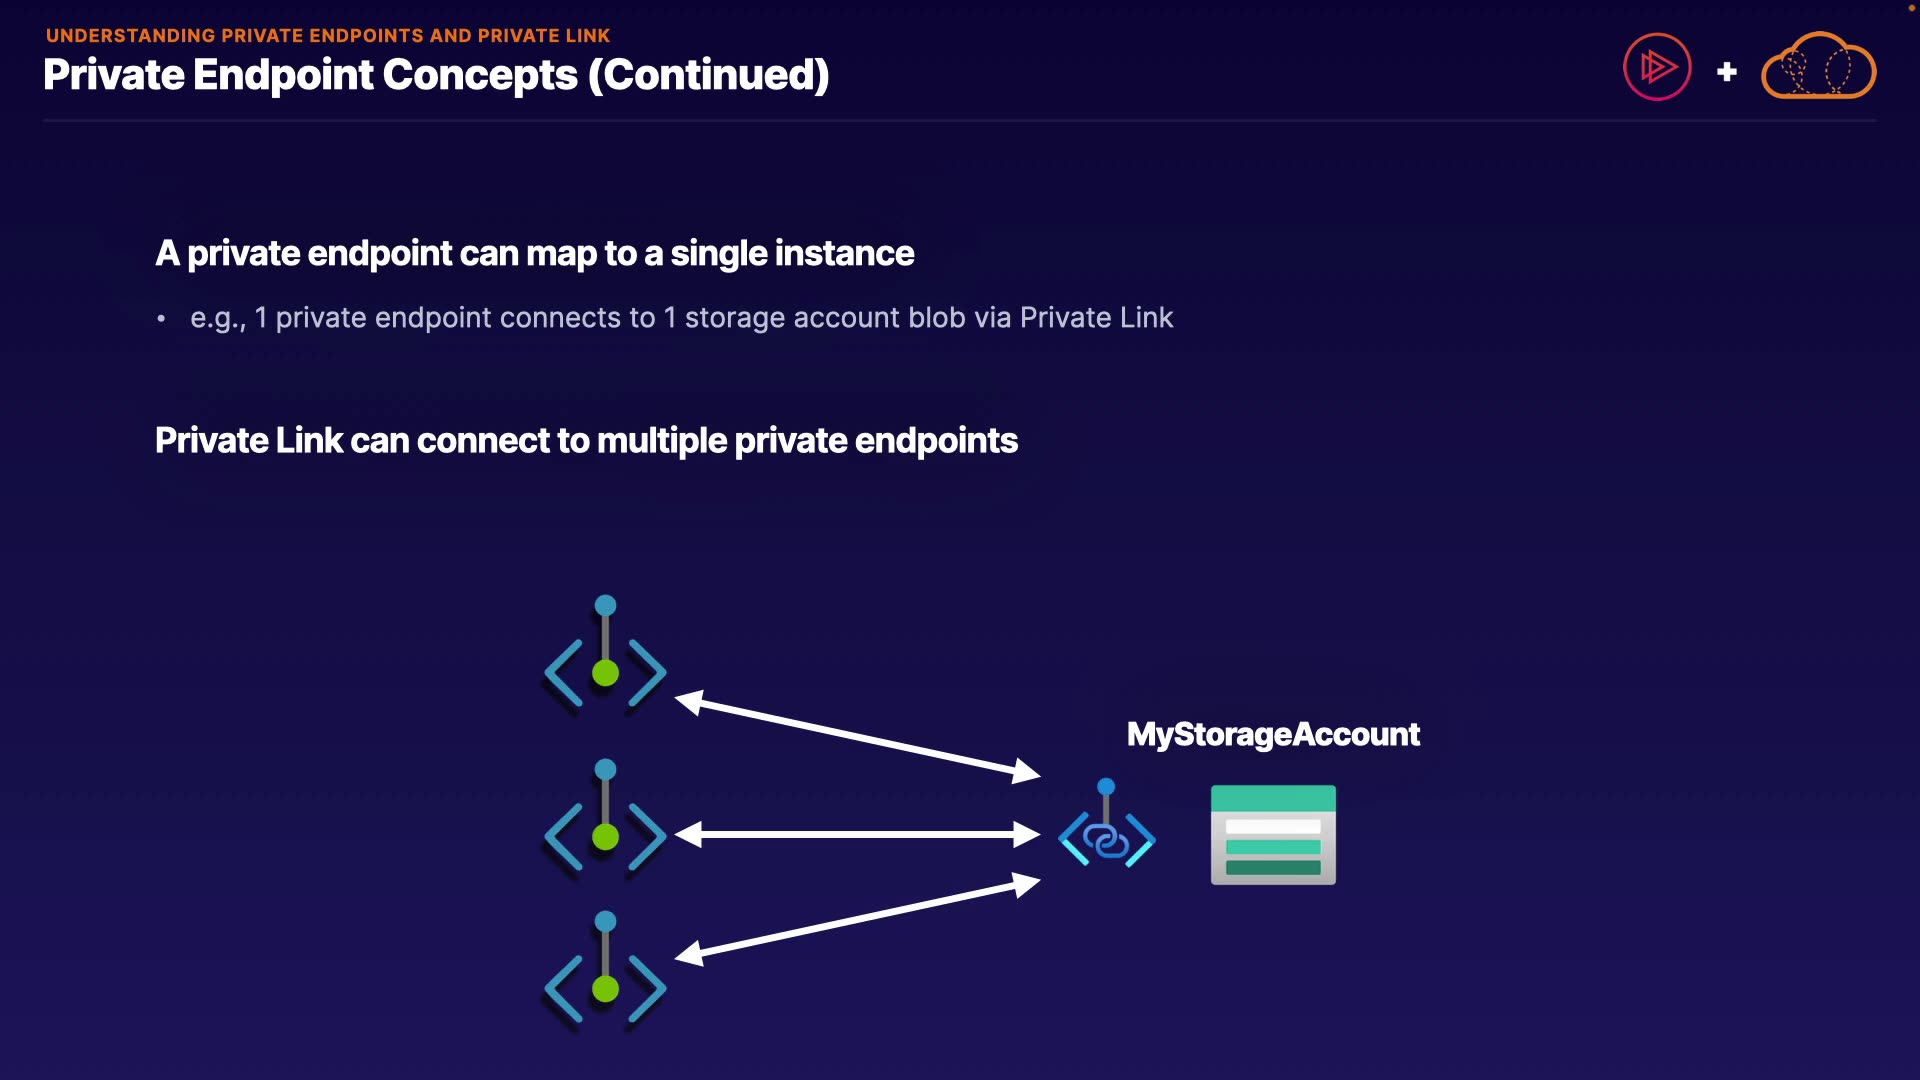 UNDERSTANDING PRIVATE ENDPOINTS AND PRIVATE LINK
Private Endpoint Concepts (Continued)
A private endpoint can map to a single instance
• e.g., 1 private endpoint connects to 1 storage account blob via Private Link
Private Link can connect to multiple private endpoints
MyStorageAccount